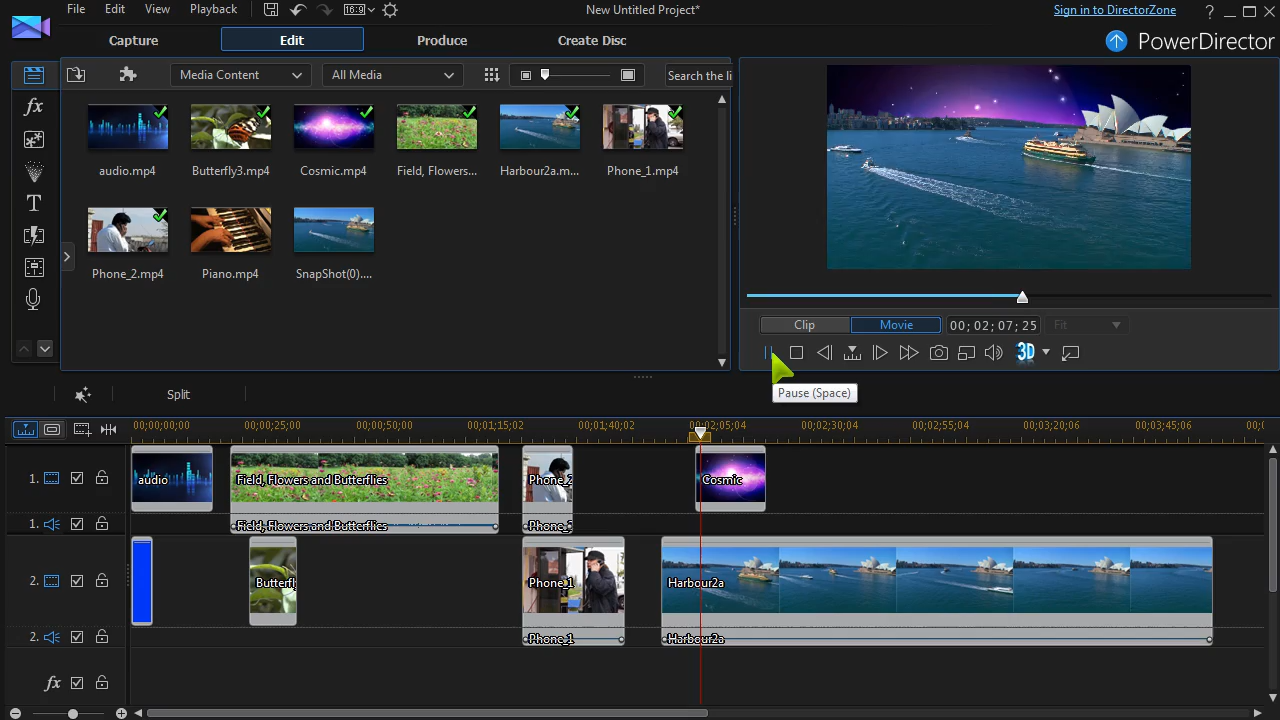 File Edit View Playback
16:9
New Untitled Project*
Sign in to DirectorZone
?
Capture Edit Produce Create Disc
PowerDirector
Media Content All Media Search the li
fx
T
audio.mp4 Butterfly3.mp4 Cosmic.mp4 Field, Flowers... Harbour2a.m... Phone_1.mp4
Phone_2.mp4 Piano.mp4 SnapShot(0)....
Clip Movie 00; 02; 07; 25 Fit
3D
Pause (Space)
Split
00;00;00;00 00;00;25;00 00;00;50;00 00;01;15;02 00;01;40;02 00;02;05;04 00;02;30;04 00;02;55;04 00;03;20;06 00;03;45;06 00;0
1. audio Field, Flowers and Butterflies Phone_2 Cosmic
1. Field, Flowers and Butterflies Phone_2
2. Butterfly Phone_1 Harbour2a
2. Phone_1 Harbour2a
fx